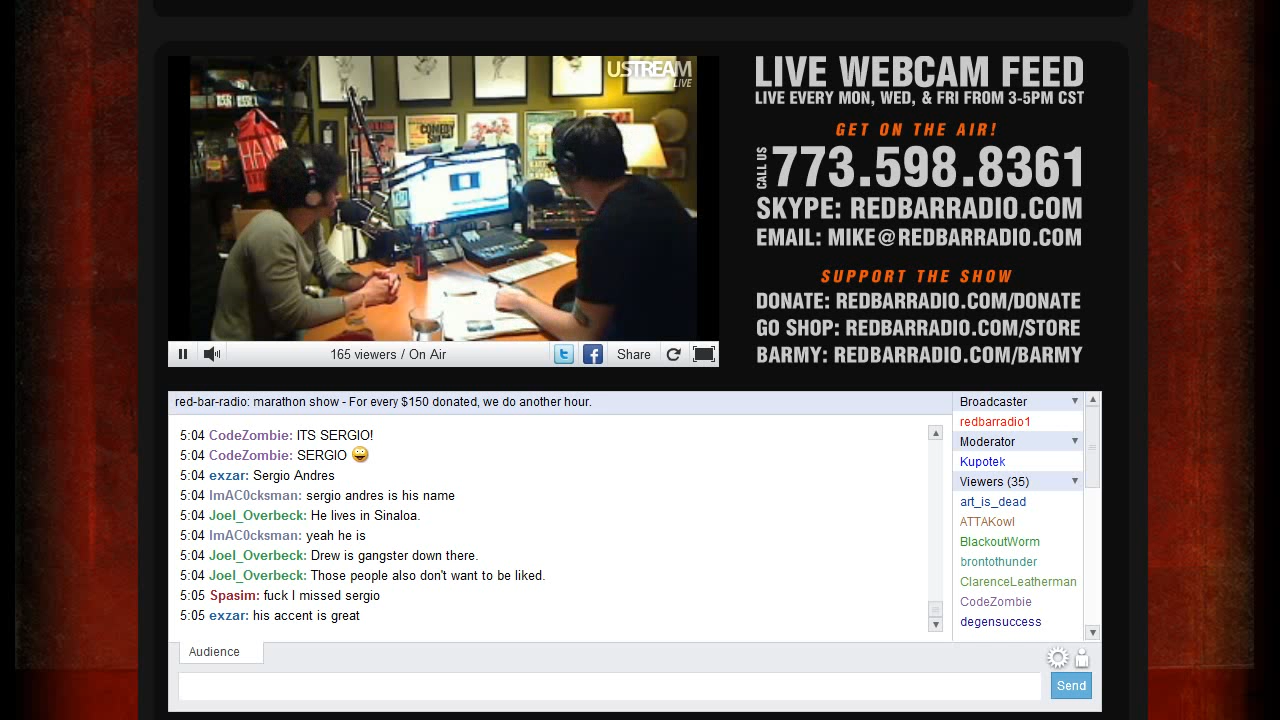 USTREAM
LIVE
HA
COMEDY
LIVE WEBCAM FEED
LIVE EVERY MON, WED, & FRI FROM 3-5PM CST
GET ON THE AIR!
CALL US
773.598.8361
SKYPE: REDBARRADIO.COM
EMAIL: MIKE@REDBARRADIO.COM
SUPPORT THE SHOW
DONATE: REDBARRADIO.COM/DONATE
GO SHOP: REDBARRADIO.COM/STORE
BARMY: REDBARRADIO.COM/BARMY
165 viewers / On Air
Share
red-bar-radio: marathon show - For every $150 donated, we do another hour.
5:04 CodeZombie: ITS SERGIO!
5:04 CodeZombie: SERGIO
5:04 exzar: Sergio Andres
5:04 ImAC0cksman: sergio andres is his name
5:04 Joel_Overbeck: He lives in Sinaloa.
5:04 ImAC0cksman: yeah he is
5:04 Joel_Overbeck: Drew is gangster down there.
5:04 Joel_Overbeck: Those people also don't want to be liked.
5:05 Spasim: fuck I missed sergio
5:05 exzar: his accent is great
Broadcaster
redbarradio1
Moderator
Kupotek
Viewers (35)
art_is_dead
ATTAKowl
BlackoutWorm
brontothunder
ClarenceLeatherman
CodeZombie
degensuccess
Audience
Send